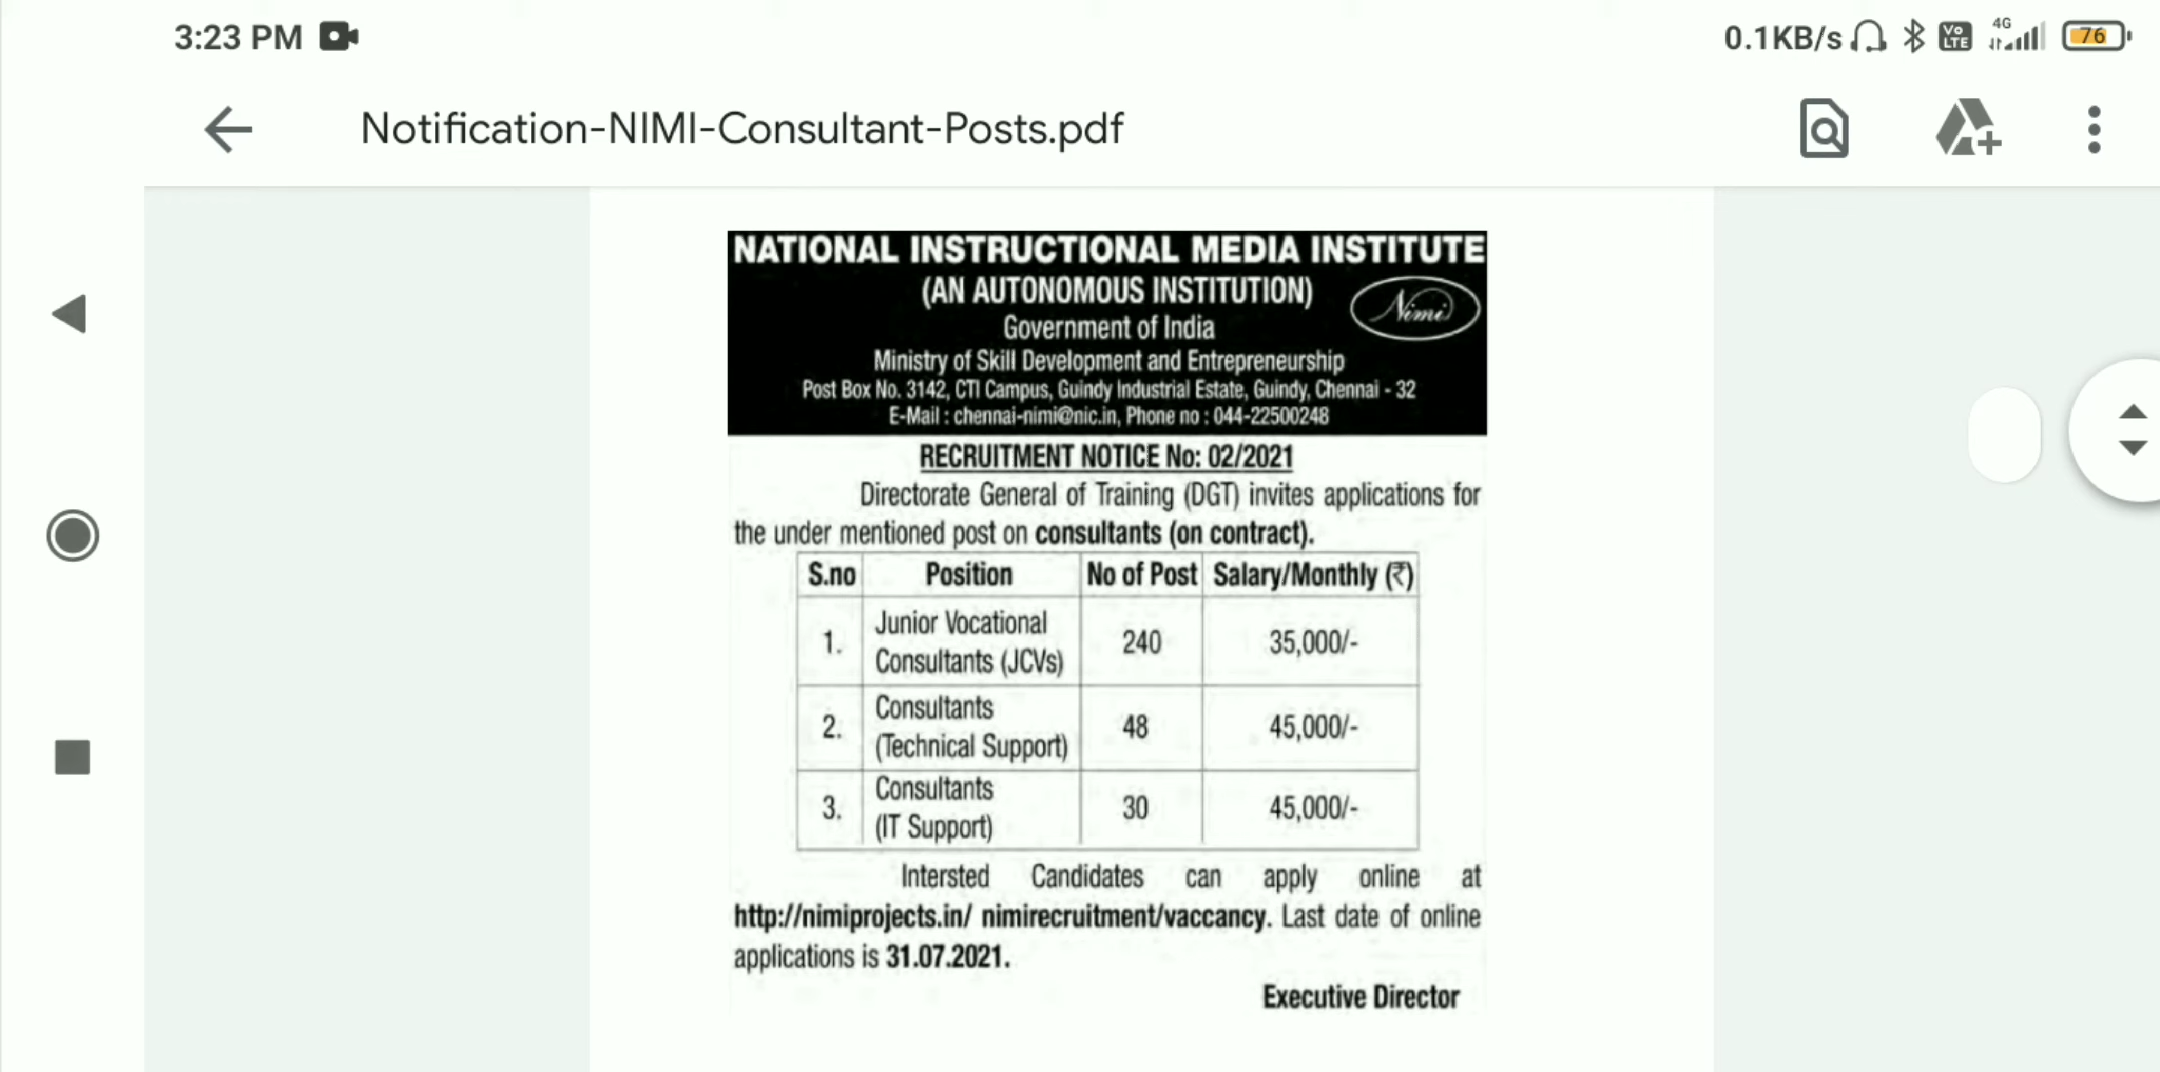 3:23 PM
0.1KB/s
Vo LTE
4G
76
Notification-NIMI-Consultant-Posts.pdf
NATIONAL INSTRUCTIONAL MEDIA INSTITUTE
(AN AUTONOMOUS INSTITUTION)
Nimi
Government of India
Ministry of Skill Development and Entrepreneurship
Post Box No. 3142, CTI Campus, Guindy Industrial Estate, Guindy, Chennai - 32
E-Mail : chennai-nimi@nic.in, Phone no : 044-22500248
RECRUITMENT NOTICE No: 02/2021
Directorate General of Training (DGT) invites applications for
the under mentioned post on consultants (on contract).
S.no Position No of Post Salary/Monthly (₹)
1. Junior Vocational Consultants (JCVs) 240 35,000/-
2. Consultants (Technical Support) 48 45,000/-
3. Consultants (IT Support) 30 45,000/-
Intersted Candidates can apply online at
http://nimiprojects.in/ nimirecruitment/vaccancy. Last date of online
applications is 31.07.2021.
Executive Director